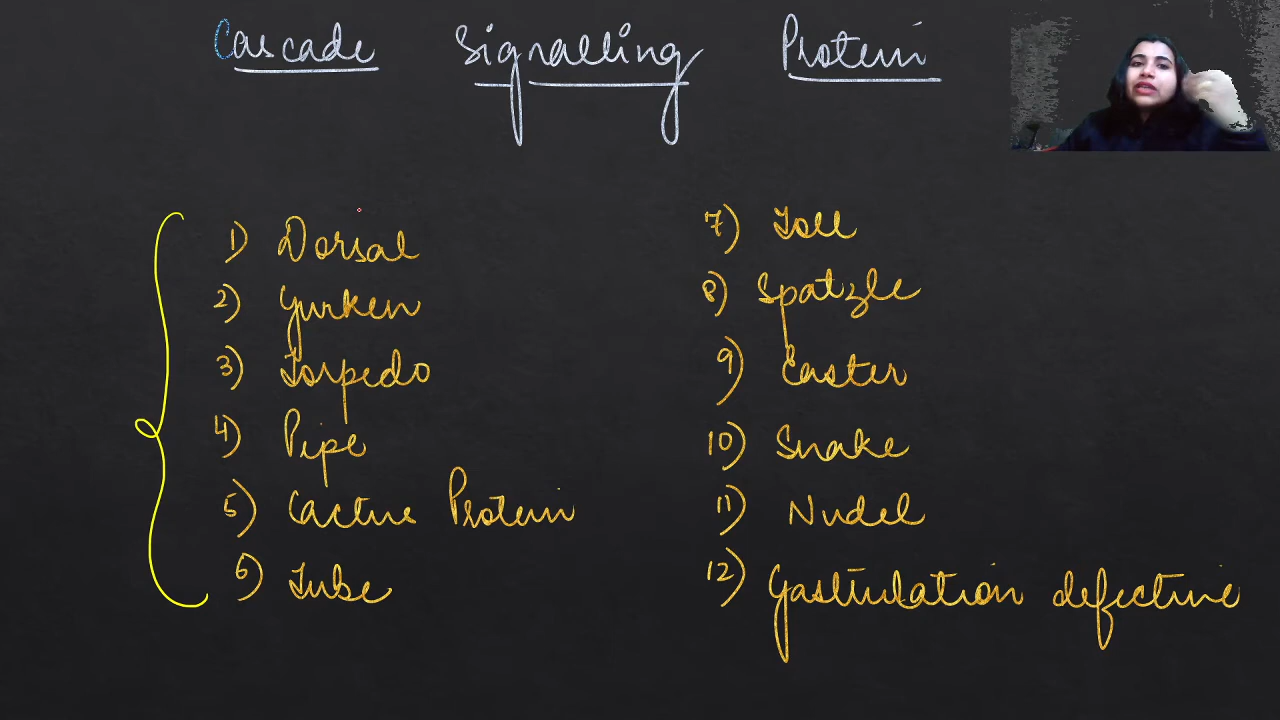 Cascade Signalling Protein
1) Dorsal
2) Gurken
3) Torpedo
4) Pipe
5) Cactus Protein
6) Tube
7) Toll
8) Spatzle
9) Easter
10) Snake
11) Nudel
12) Gastrulation defective